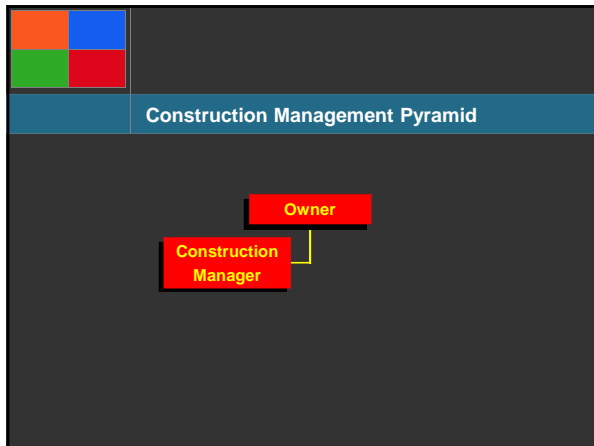 Construction Management Pyramid
Owner
Construction
Manager